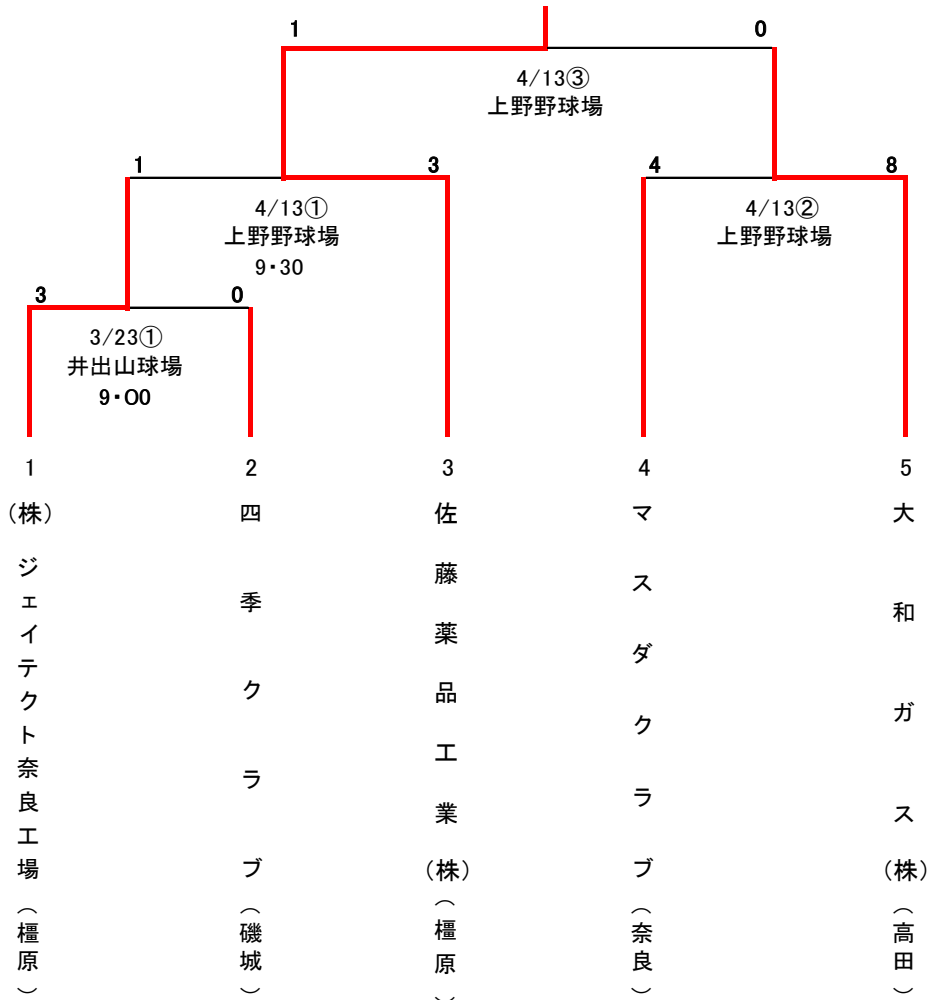 1 0
4/13③
上野野球場
1 3 4 8
4/13① 4/13②
上野野球場 上野野球場
9・30
3 0
3/23①
井出山球場
9・00
1 2 3 4 5
(株)ジェイテクト奈良工場(橿原)
四季クラブ(磯城)
佐藤薬品工業(株)(橿原)
マスダクラブ(奈良)
大和ガス(株)(高田)